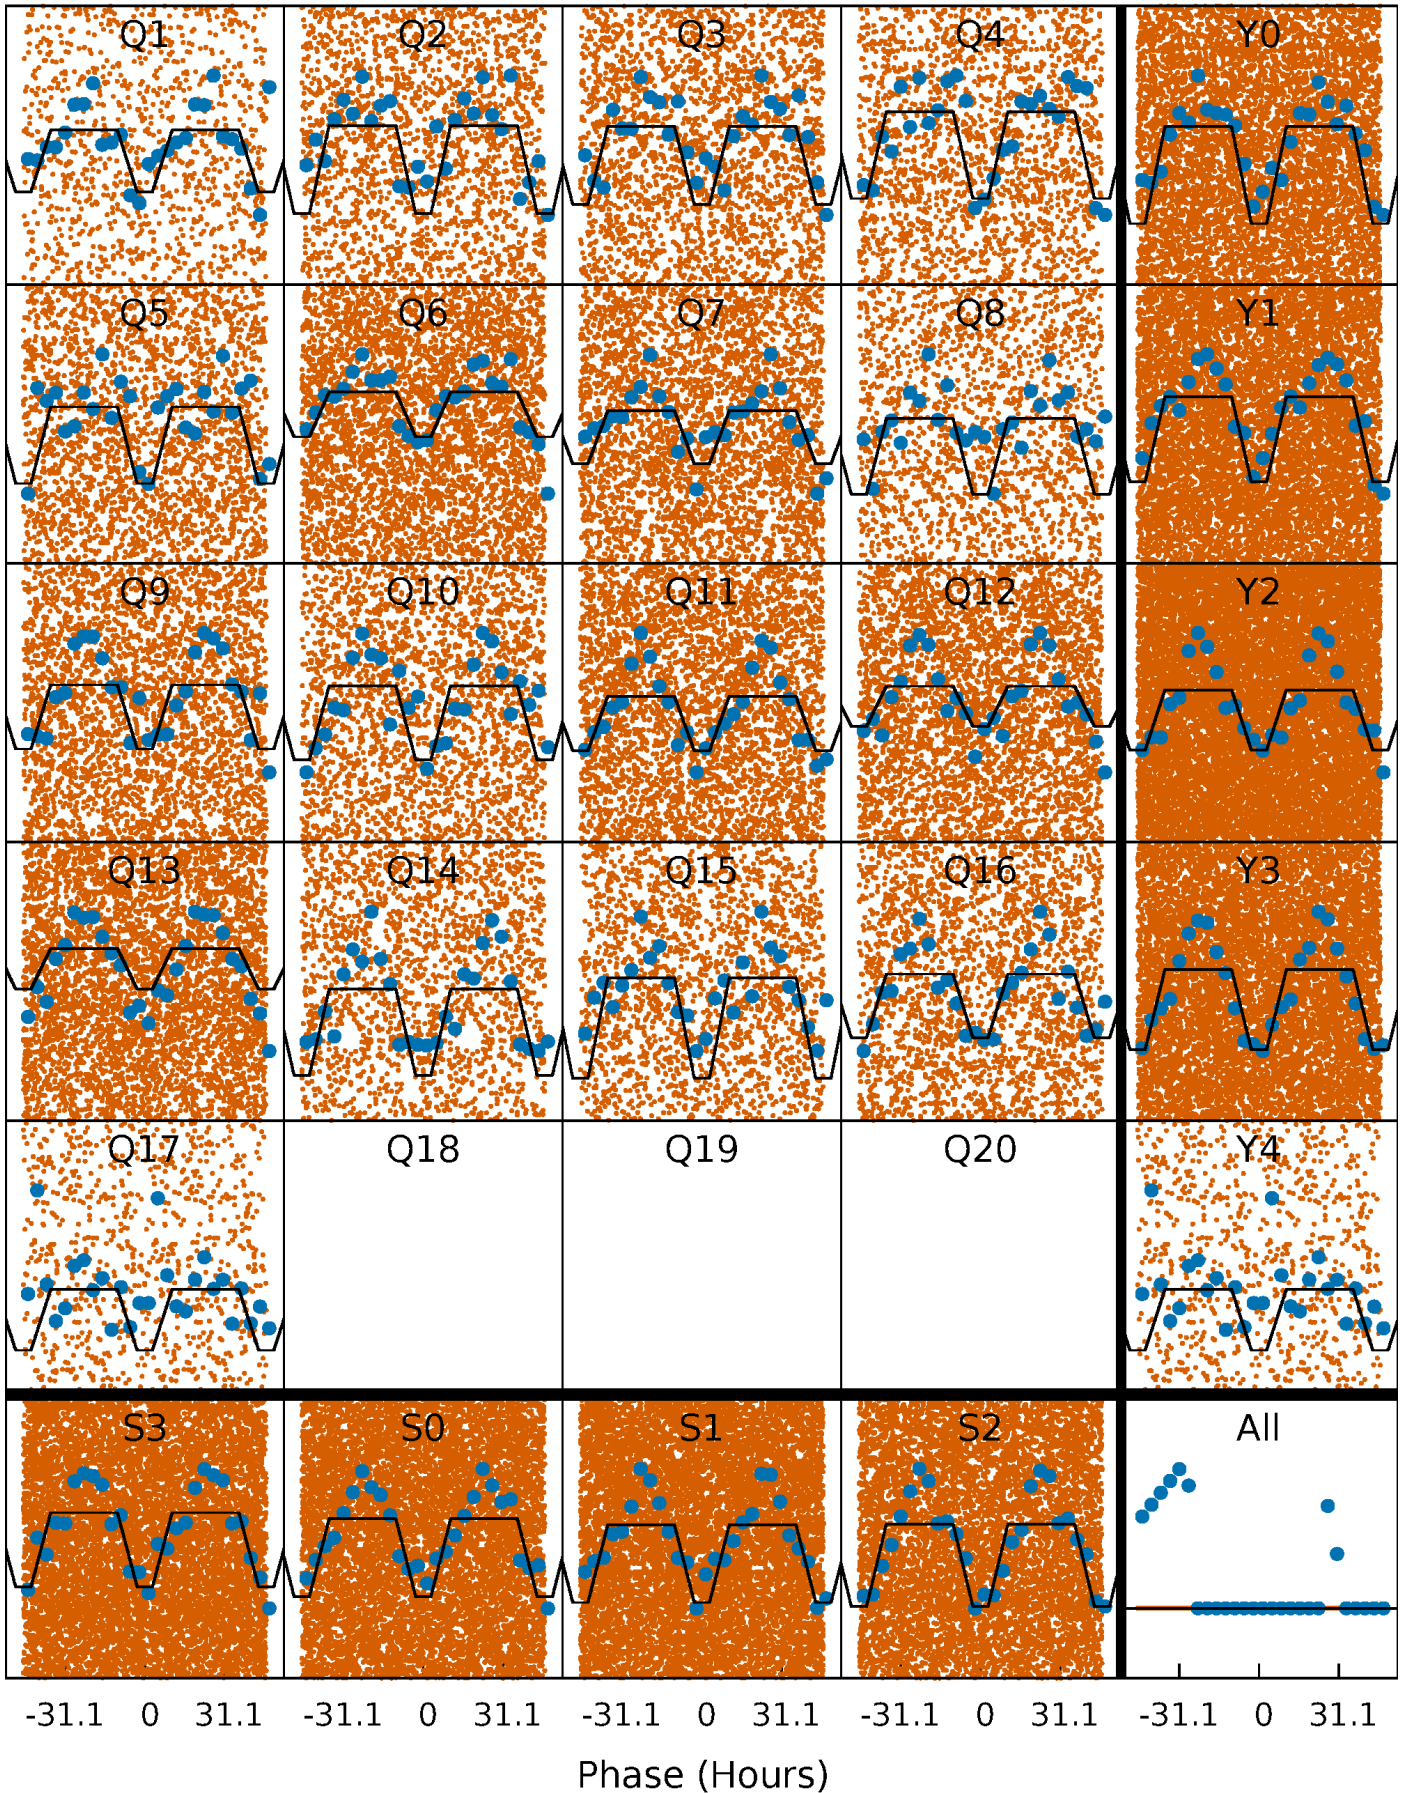 Q1 Q2 Q3 Q4 Y0
Q5 Q6 Q7 Q8 Y1
Q9 Q10 Q11 Q12 Y2
Q13 Q14 Q15 Q16 Y3
Q17 Q18 Q19 Q20 Y4
S3 S0 S1 S2 All
-31.1 0 31.1 -31.1 0 31.1 -31.1 0 31.1 -31.1 0 31.1 -31.1 0 31.1
Phase (Hours)